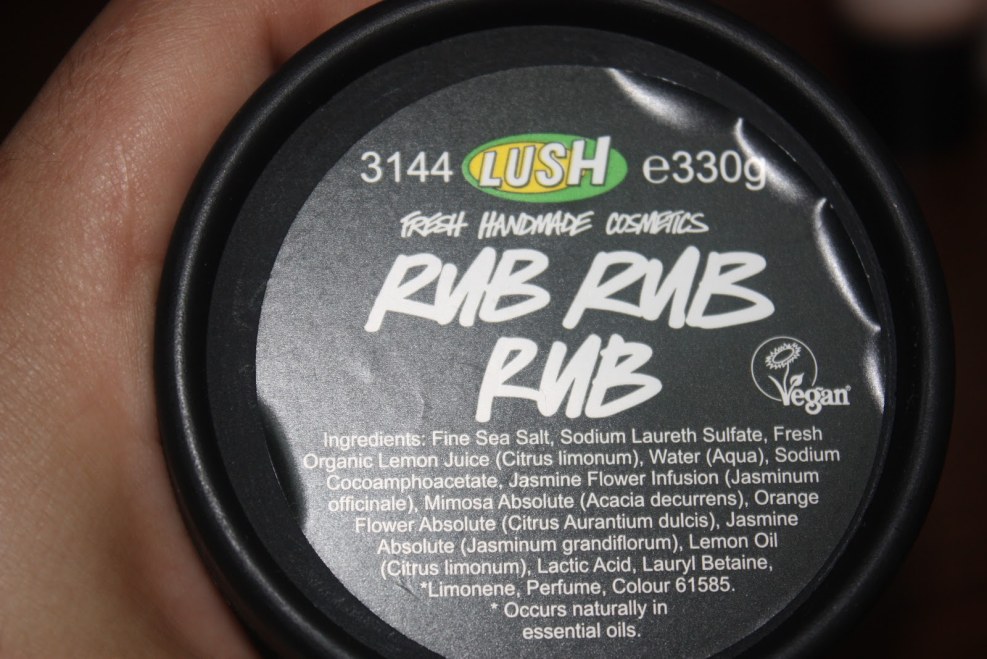 3144 LUSH e330g
FRESH HANDMADE COSMETICS
RUB RUB
RUB
Vegan
Ingredients: Fine Sea Salt, Sodium Laureth Sulfate, Fresh
Organic Lemon Juice (Citrus limonum), Water (Aqua), Sodium
Cocoamphoacetate, Jasmine Flower Infusion (Jasminum
officinale), Mimosa Absolute (Acacia decurrens), Orange
Flower Absolute (Citrus Aurantium dulcis), Jasmine
Absolute (Jasminum grandiflorum), Lemon Oil
(Citrus limonum), Lactic Acid, Lauryl Betaine,
*Limonene, Perfume, Colour 61585.
* Occurs naturally in
essential oils.